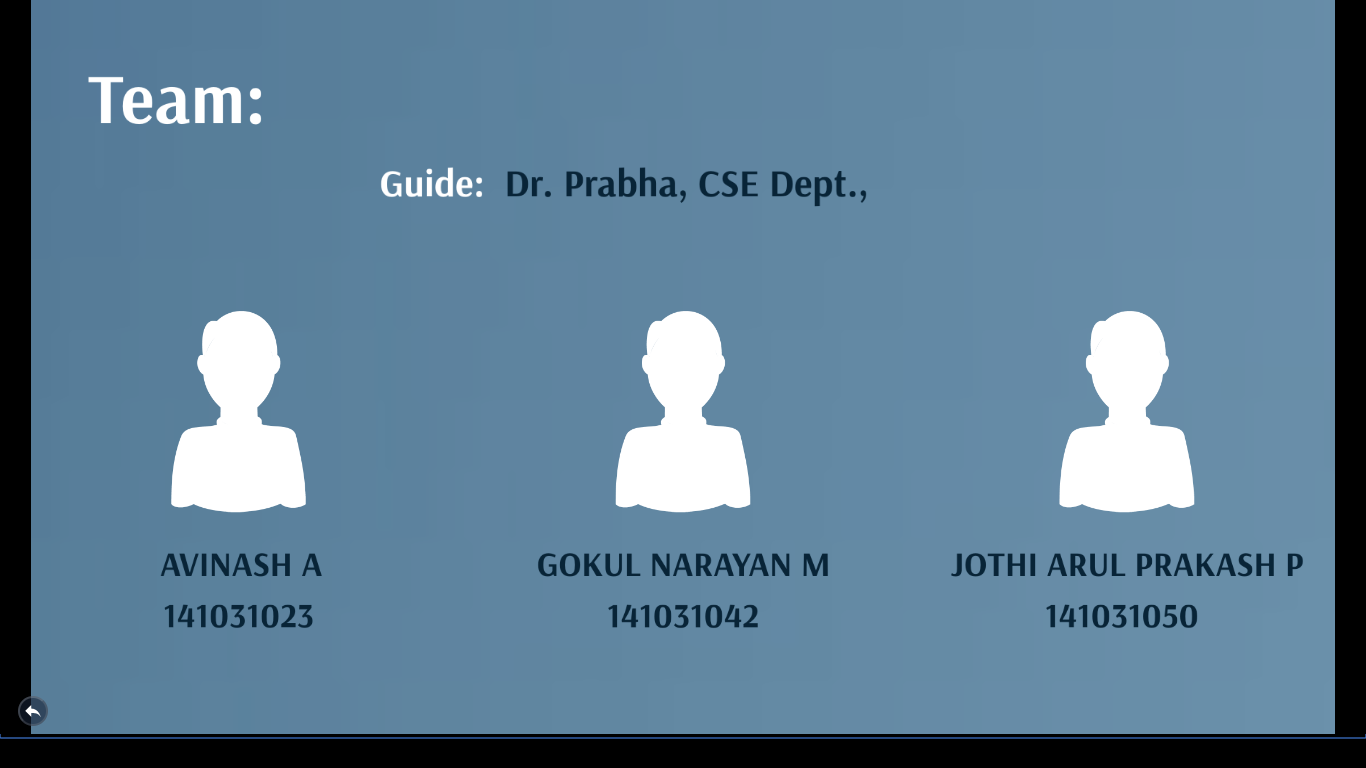 Team:
Guide: Dr. Prabha, CSE Dept.,
AVINASH A
141031023
GOKUL NARAYAN M
141031042
JOTHI ARUL PRAKASH P
141031050